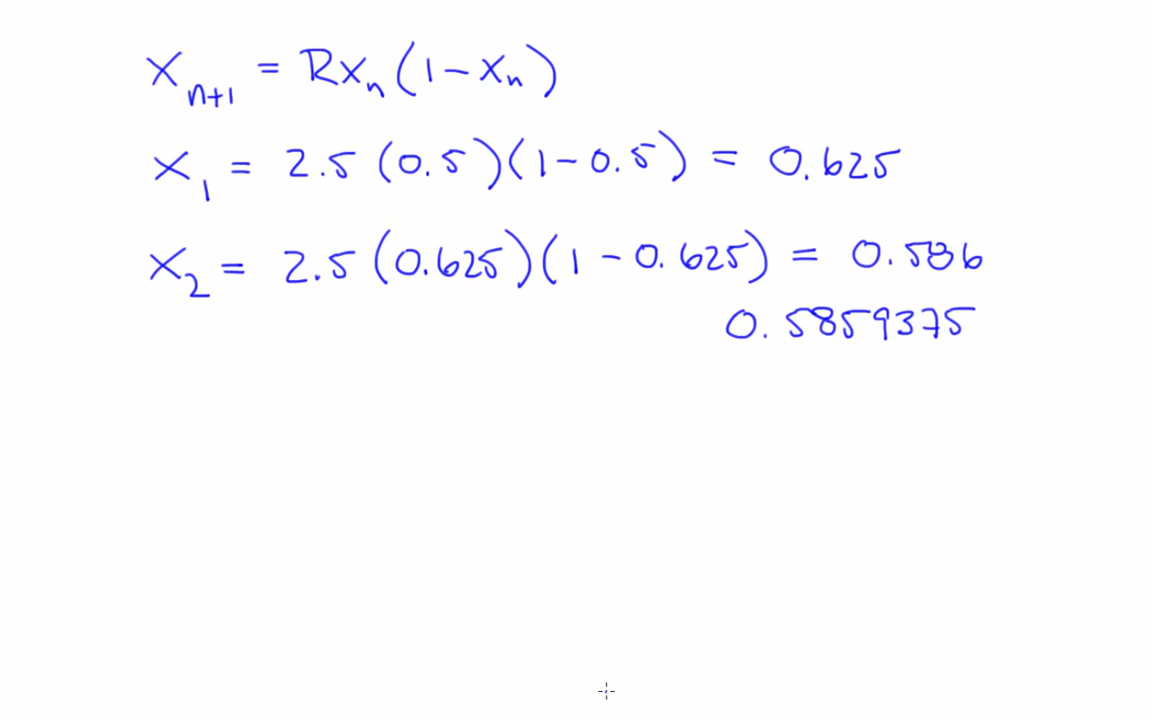 X_{n+1} = RX_n(1-X_n)
X_1 = 2.5(0.5)(1-0.5) = 0.625
X_2 = 2.5(0.625)(1-0.625) = 0.586
0.5859375